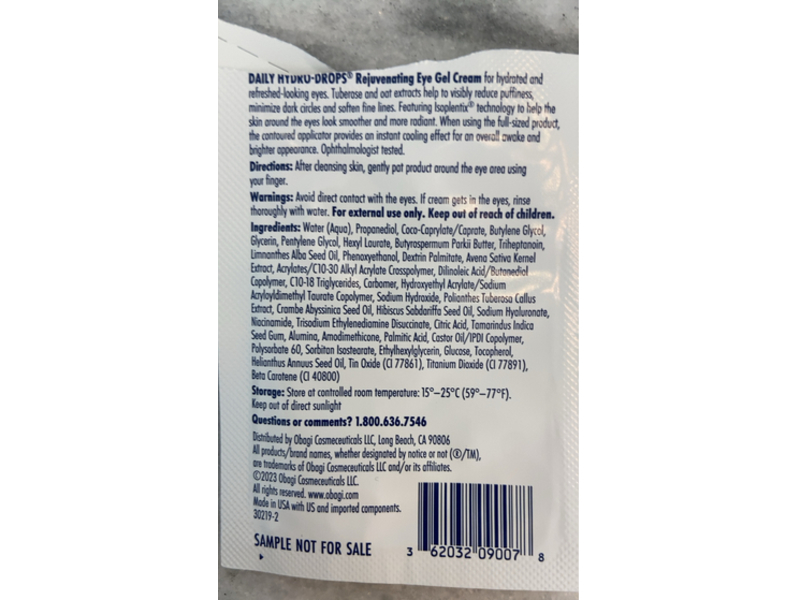 DAILY HYDRO-DROPS® Rejuvenating Eye Gel Cream for hydrated and
refreshed-looking eyes. Tuberose and oat extracts help to visibly reduce puffiness,
minimize dark circles and soften fine lines. Featuring Isoplentix® technology to help the
skin around the eyes look smoother and more radiant. When using the full-sized product,
the contoured applicator provides an instant cooling effect for an overall awake and
brighter appearance. Ophthalmologist tested.
Directions: After cleansing skin, gently pat product around the eye area using
your finger.
Warnings: Avoid direct contact with the eyes. If cream gets in the eyes, rinse
thoroughly with water. For external use only. Keep out of reach of children.
Ingredients: Water (Aqua), Propanediol, Coco-Caprylate/Caprate, Butylene Glycol,
Glycerin, Pentylene Glycol, Hexyl Laurate, Butyrospermum Parkii Butter, Triheptanoin,
Limnanthes Alba Seed Oil, Phenoxyethanol, Dextrin Palmitate, Avena Sativa Kernel
Extract, Acrylates/C10-30 Alkyl Acrylate Crosspolymer, Dilinoleic Acid/Butanediol
Copolymer, C10-18 Triglycerides, Carbomer, Hydroxyethyl Acrylate/Sodium
Acryloyldimethyl Taurate Copolymer, Sodium Hydroxide, Polianthes Tuberosa Callus
Extract, Crambe Abyssinica Seed Oil, Hibiscus Sabdariffa Seed Oil, Sodium Hyaluronate,
Niacinamide, Trisodium Ethylenediamine Disuccinate, Citric Acid, Tamarindus Indica
Seed Gum, Alumina, Amodimethicone, Palmitic Acid, Castor Oil/IPDI Copolymer,
Polysorbate 60, Sorbitan Isostearate, Ethylhexylglycerin, Glucose, Tocopherol,
Helianthus Annuus Seed Oil, Tin Oxide (CI 77861), Titanium Dioxide (CI 77891),
Beta Carotene (CI 40800)
Storage: Store at controlled room temperature: 15°–25°C (59°–77°F).
Keep out of direct sunlight
Questions or comments? 1.800.636.7546
Distributed by Obagi Cosmeceuticals LLC, Long Beach, CA 90806
All products/brand names, whether designated by notice or not (®/TM),
are trademarks of Obagi Cosmeceuticals LLC and/or its affiliates.
©2023 Obagi Cosmeceuticals LLC.
All rights reserved. www.obagi.com
Made in USA with US and imported components.
30219-2
SAMPLE NOT FOR SALE
3 62032 09007 8